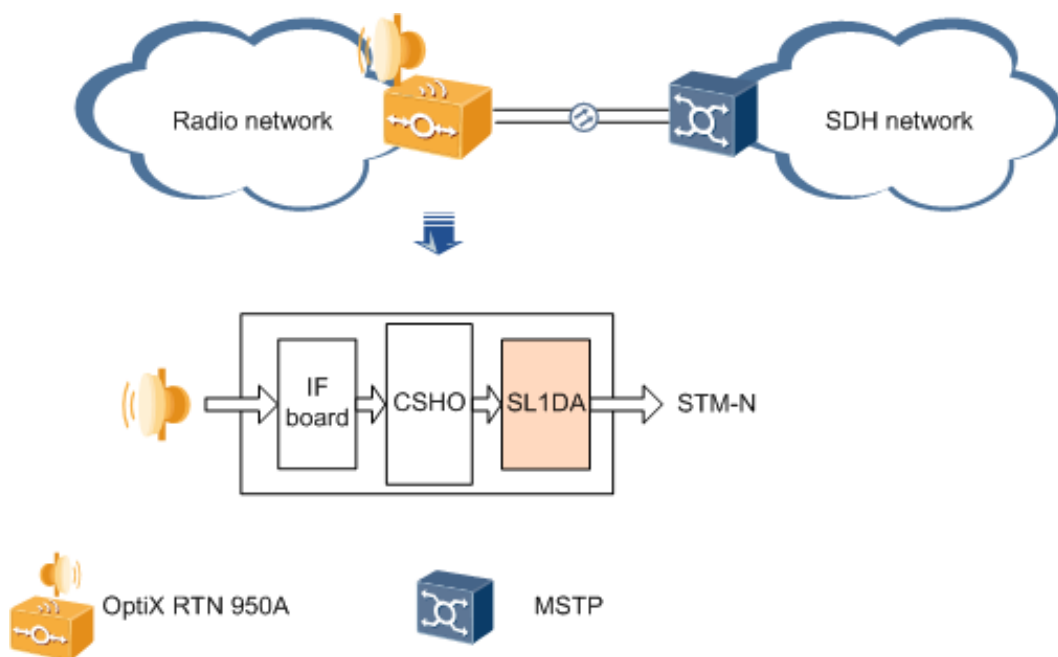 Radio network
SDH network
IF
board
CSHO
SL1DA
STM-N
OptiX RTN 950A
MSTP